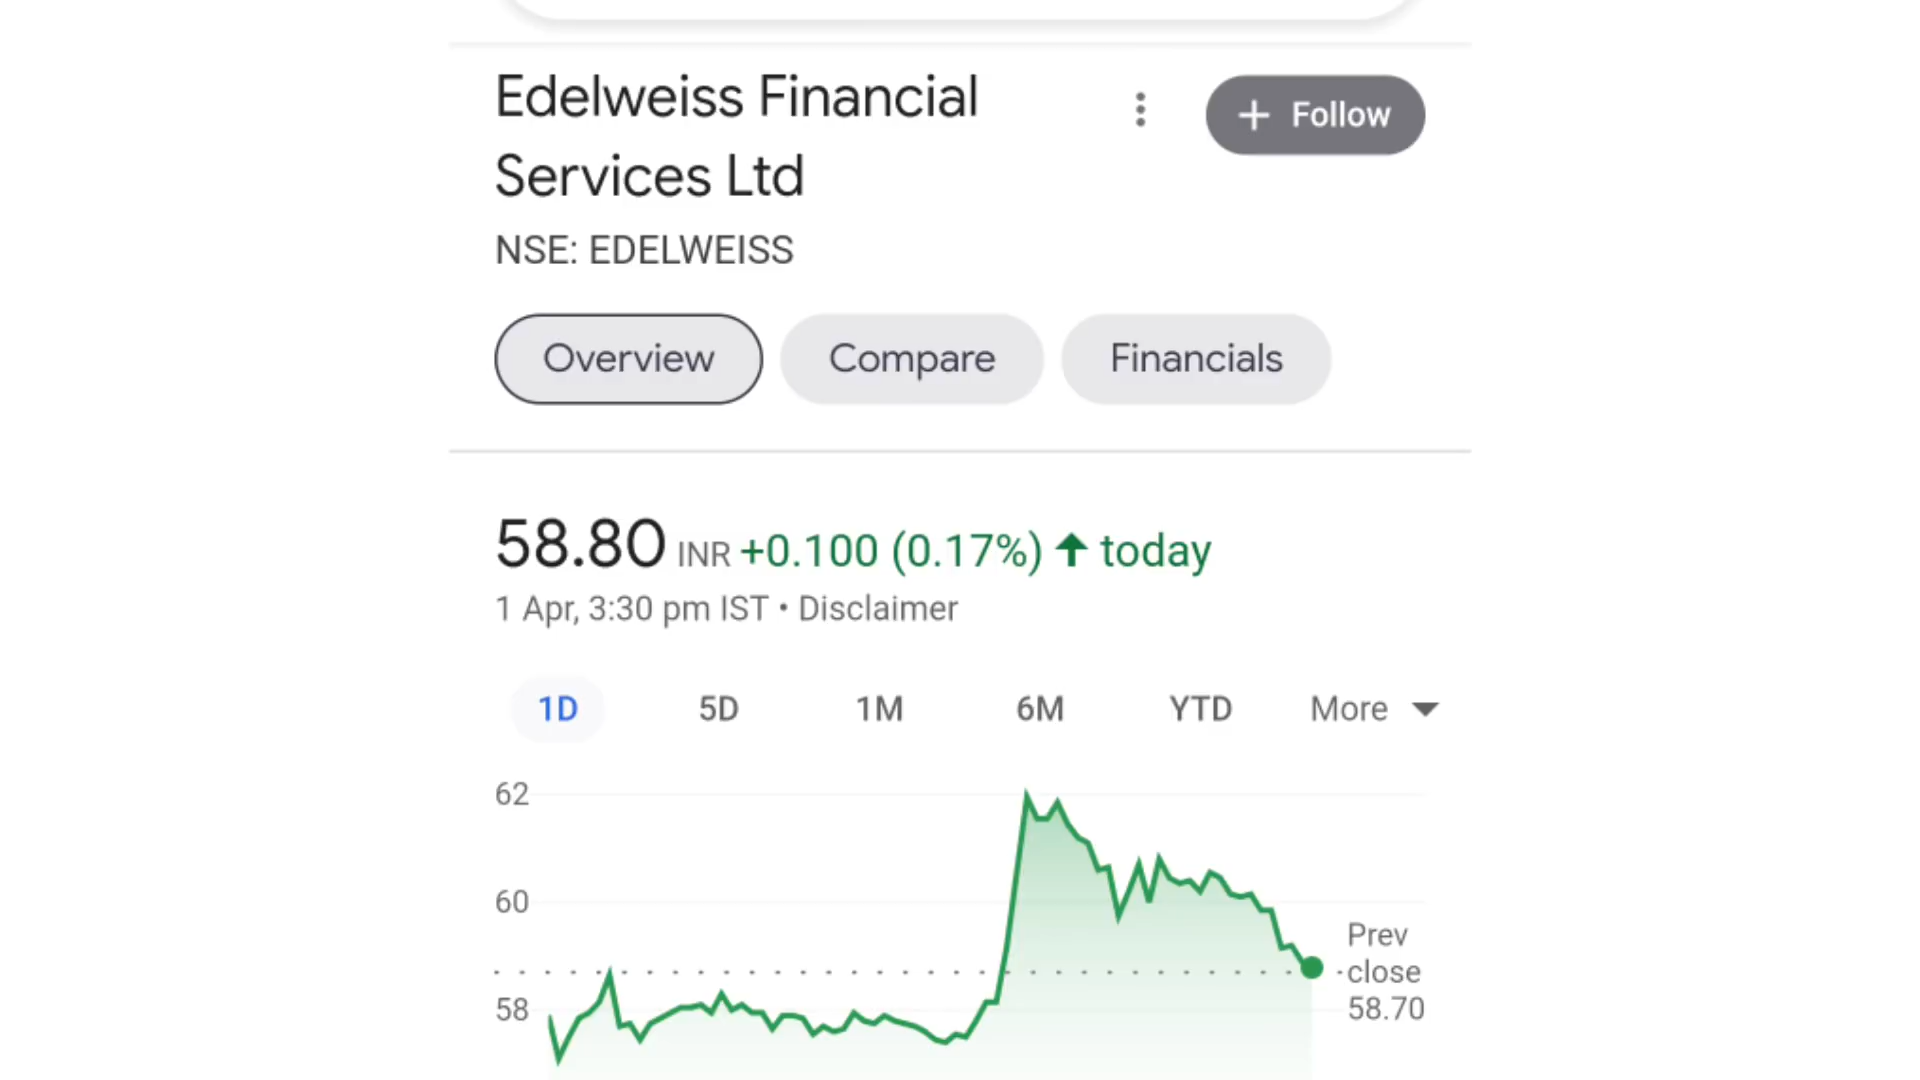 Edelweiss Financial
Services Ltd
+ Follow
NSE: EDELWEISS
Overview
Compare
Financials
58.80 INR +0.100 (0.17%) ↑ today
1 Apr, 3:30 pm IST • Disclaimer
1D
5D
1M
6M
YTD
More
62
60
58
Prev
close
58.70